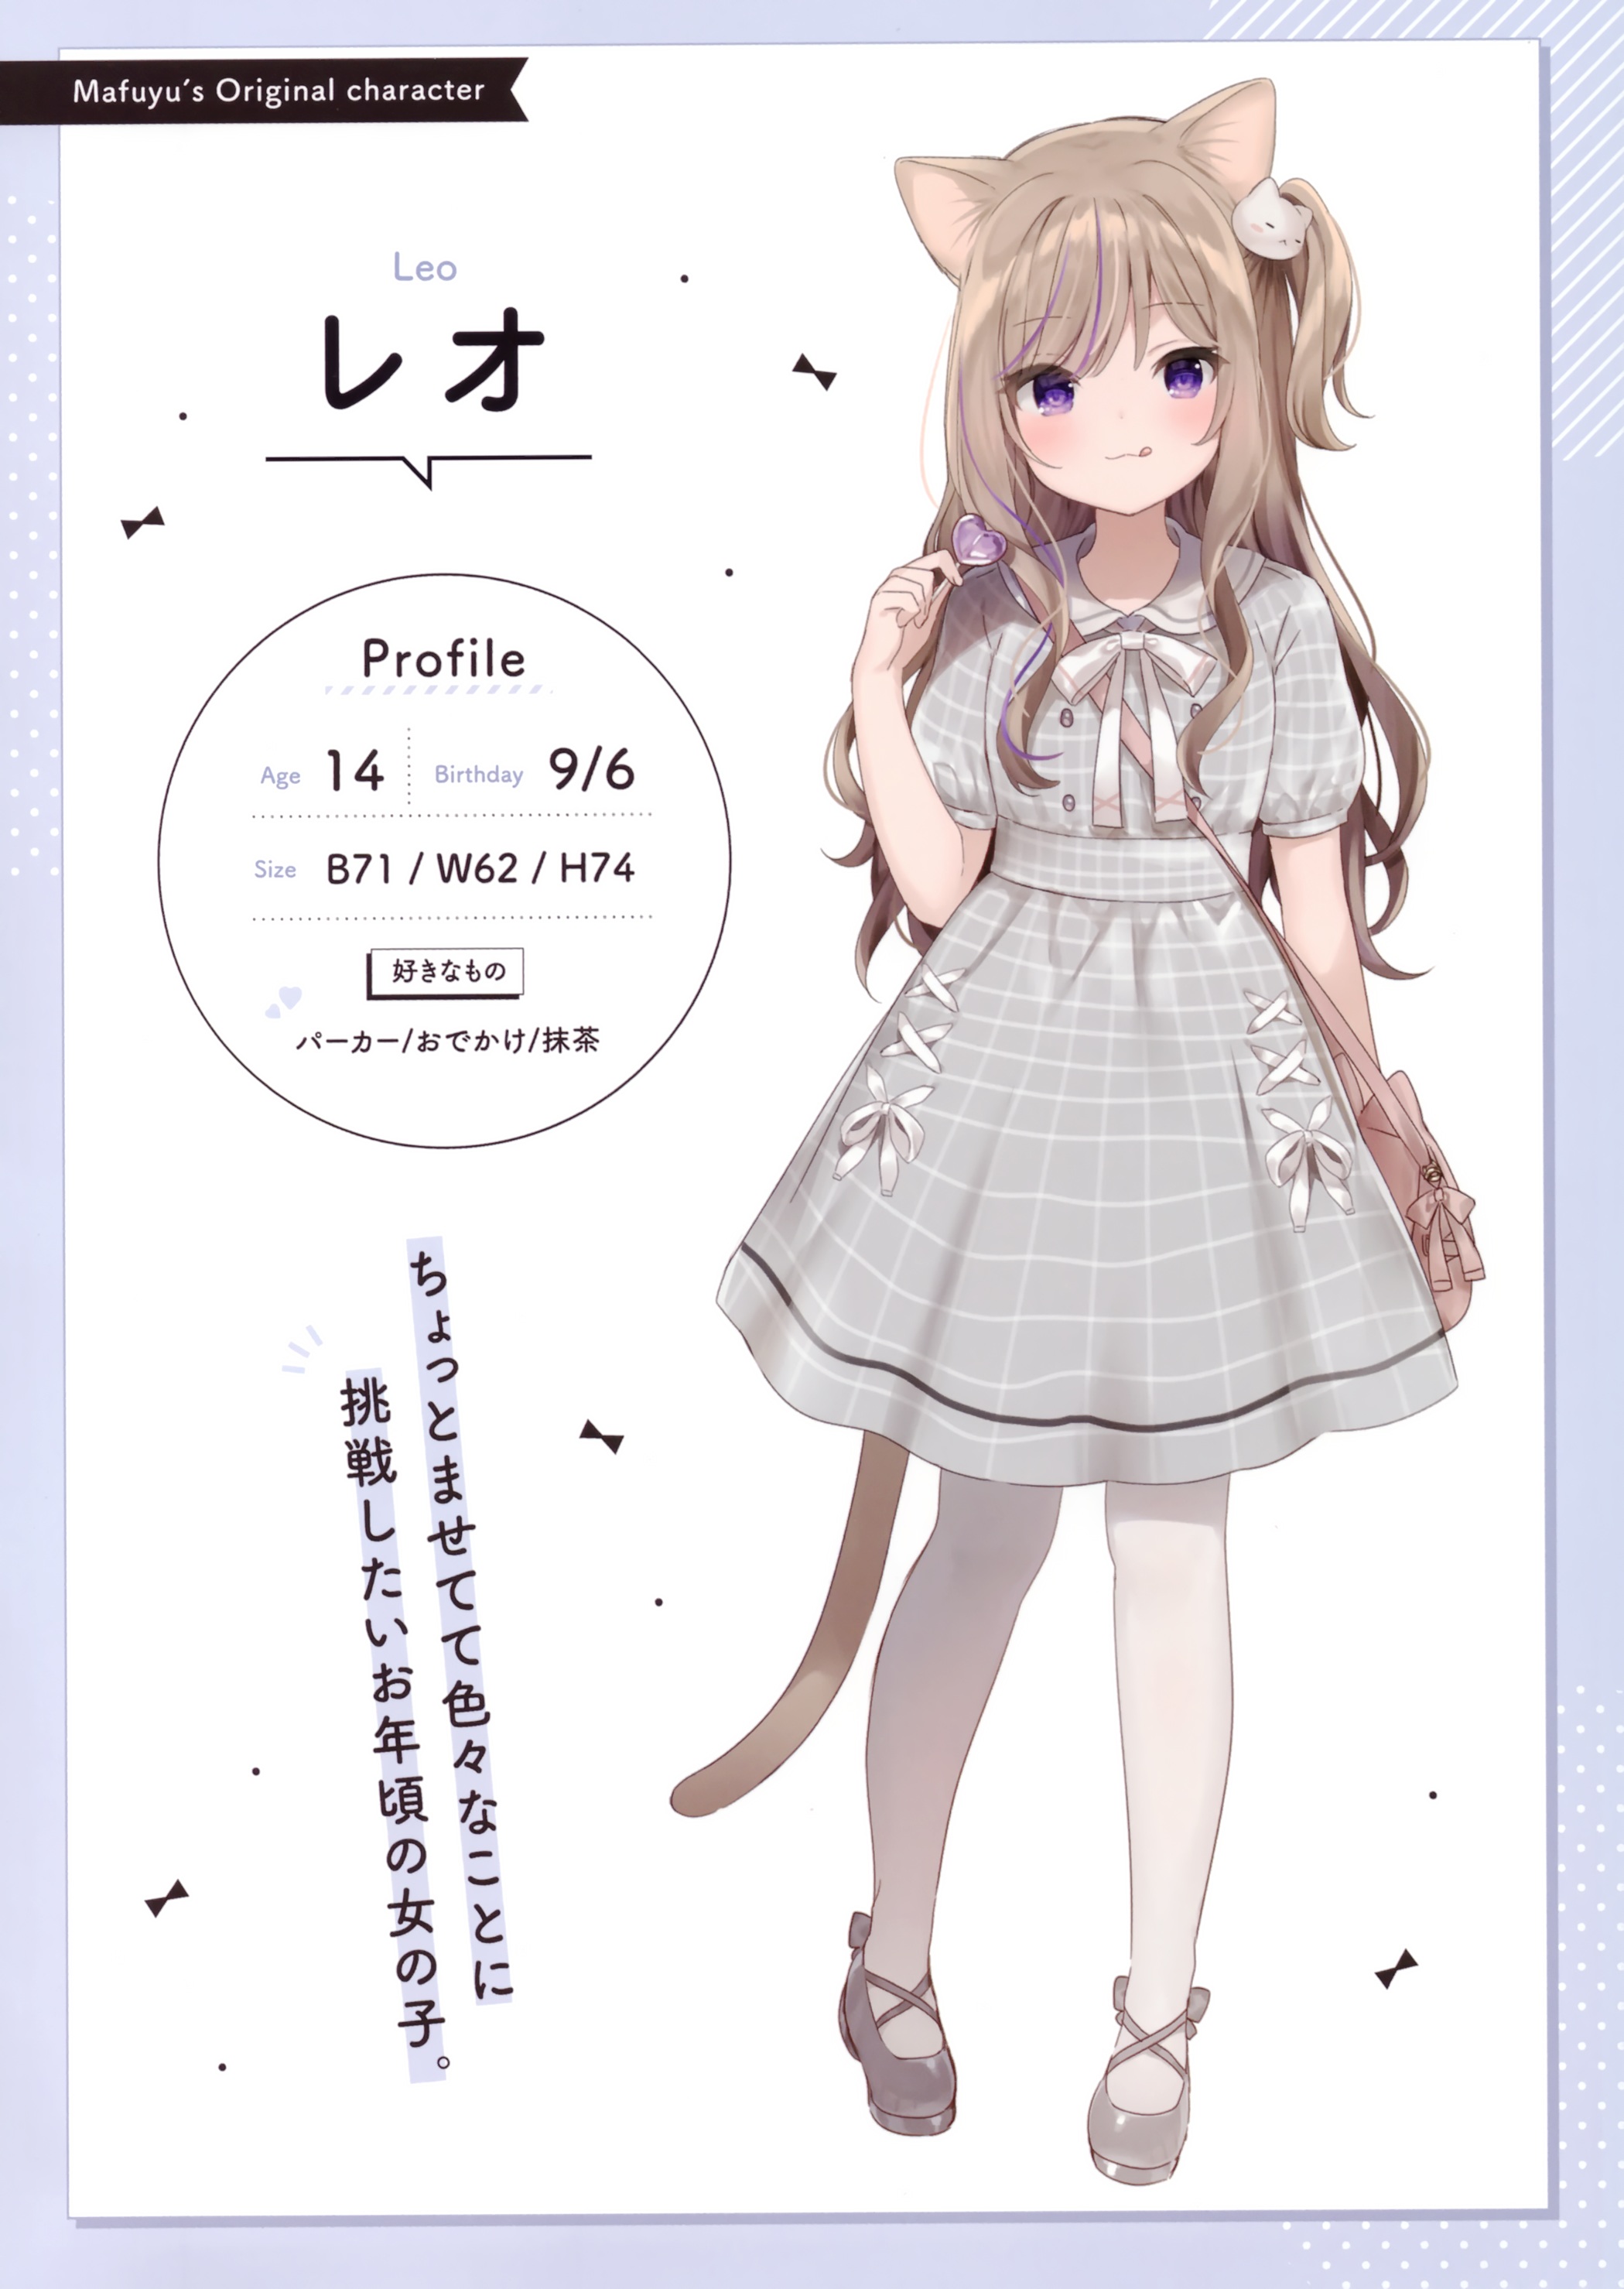 Mafuyu's Original character
Leo
レオ
Profile
Age 14 Birthday 9/6
Size B71 / W62 / H74
好きなもの
パーカー/おでかけ/抹茶
ちょっとませてて色々なことに
挑戦したいお年頃の女の子。